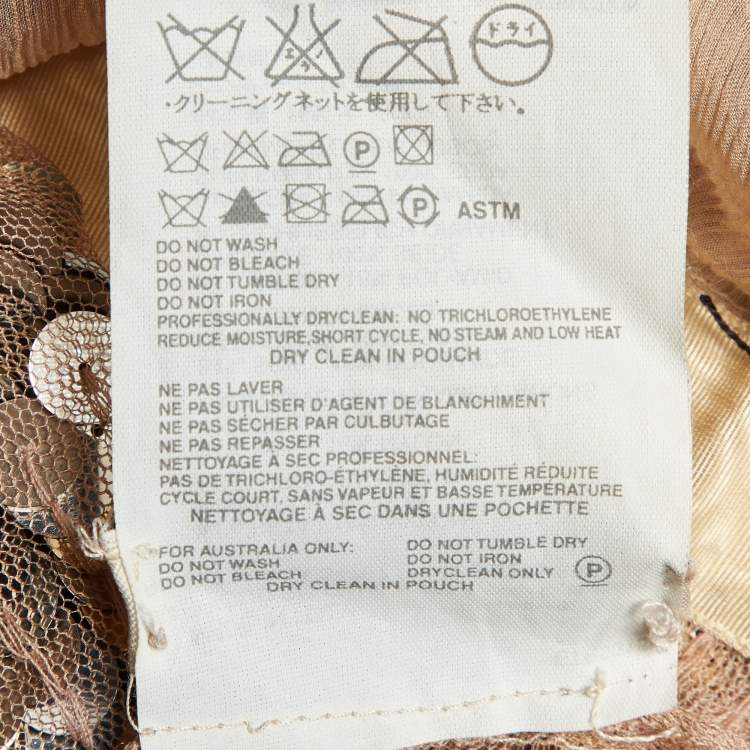 エンソ
ドライ
・クリーニングネットを使用して下さい。
P
P ASTM
DO NOT WASH
DO NOT BLEACH
DO NOT TUMBLE DRY
DO NOT IRON
PROFESSIONALLY DRYCLEAN: NO TRICHLOROETHYLENE
REDUCE MOISTURE,SHORT CYCLE, NO STEAM AND LOW HEAT
DRY CLEAN IN POUCH
NE PAS LAVER
NE PAS UTILISER D'AGENT DE BLANCHIMENT
NE PAS SÉCHER PAR CULBUTAGE
NE PAS REPASSER
NETTOYAGE À SEC PROFESSIONNEL:
PAS DE TRICHLORO-ÉTHYLÈNE, HUMIDITÉ RÉDUITE
CYCLE COURT, SANS VAPEUR ET BASSE TEMPÉRATURE
NETTOYAGE À SEC DANS UNE POCHETTE
FOR AUSTRALIA ONLY:
DO NOT WASH
DO NOT BLEACH
DO NOT TUMBLE DRY
DO NOT IRON
DRYCLEAN ONLY P
DRY CLEAN IN POUCH